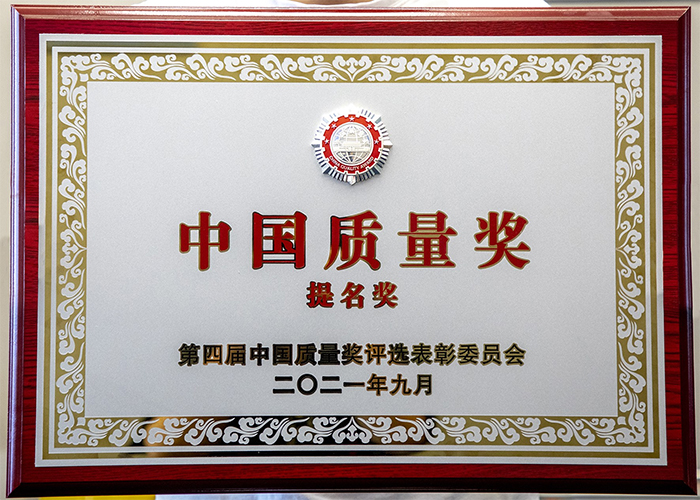 中国质量奖
提名奖
第四届中国质量奖评选表彰委员会
二〇二一年九月